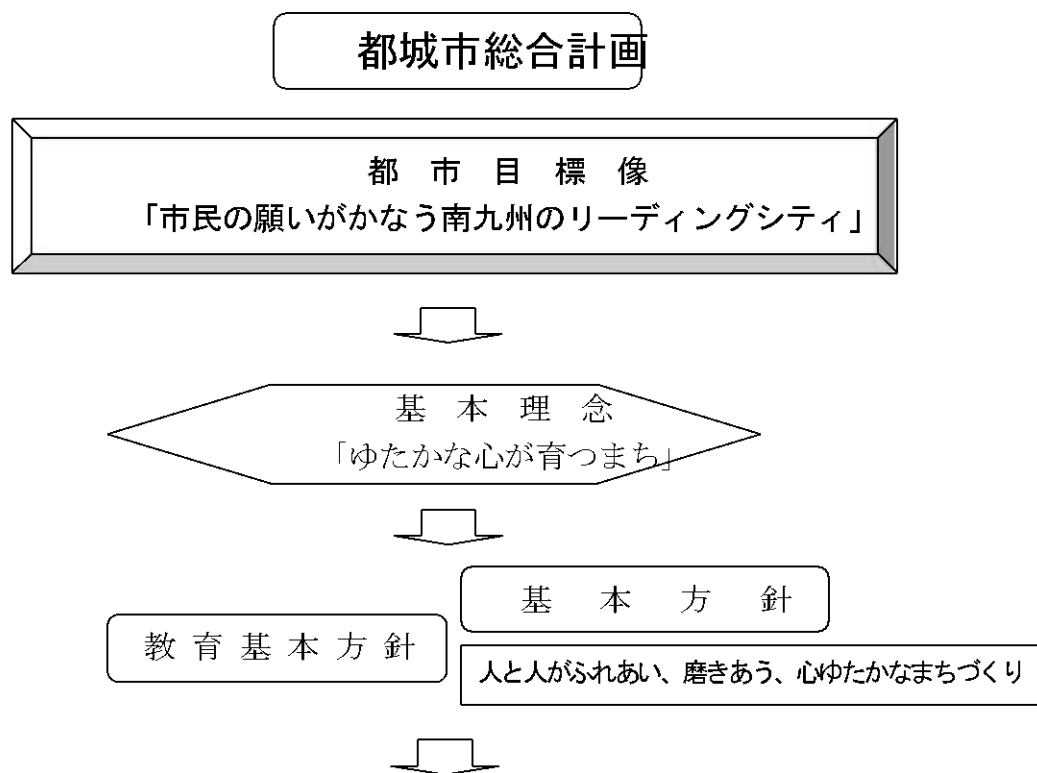 都城市総合計画
都市目標像
「市民の願いがかなう南九州のリーディングシティ」
基本理念
「ゆたかな心が育つまち」
基本方針
教育基本方針
人と人がふれあい、磨きあう、心ゆたかなまちづくり